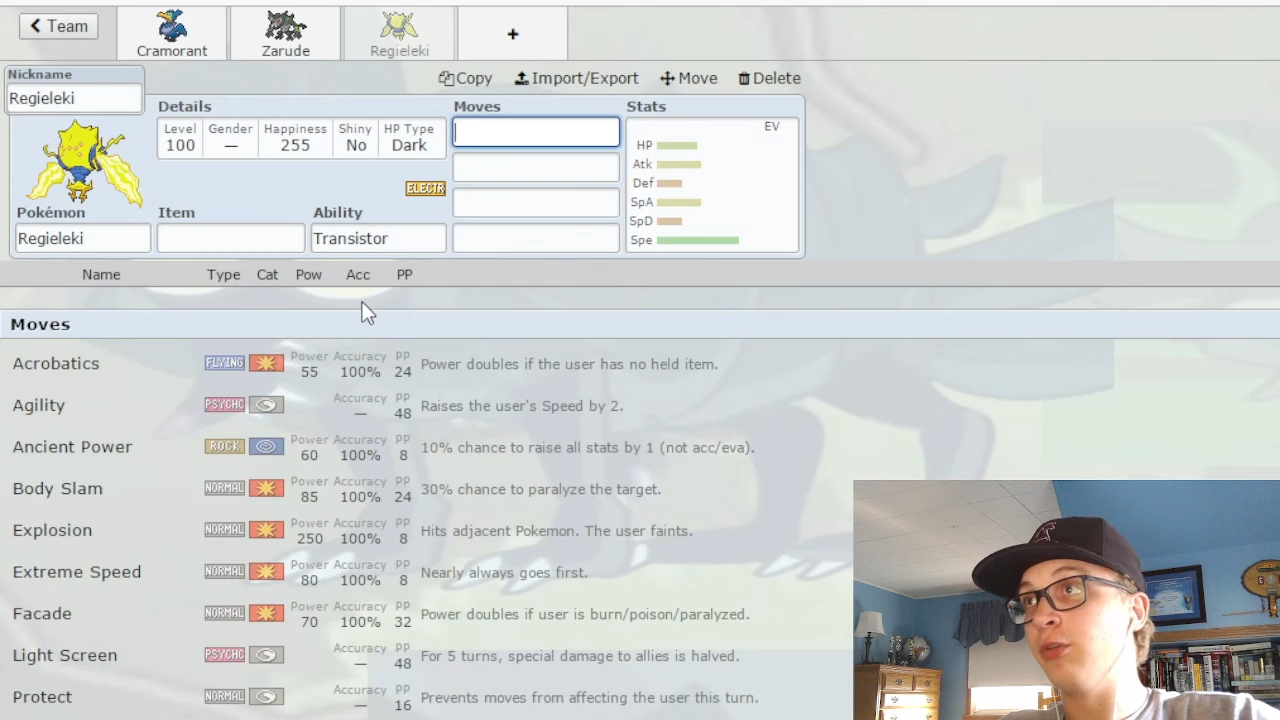 Team
Cramorant
Zarude
Regieleki
+
Nickname
Regieleki
Copy
Import/Export
Move
Delete
Details
Moves
Stats
Level
100
Gender
—
Happiness
255
Shiny
No
HP Type
Dark
ELECTR
EV
HP
Atk
Def
SpA
SpD
Spe
Pokémon
Regieleki
Item
Ability
Transistor
Name Type Cat Pow Acc PP
Moves
Acrobatics FLYING Power 55 Accuracy 100% PP 24 Power doubles if the user has no held item.
Agility PSYCHC Accuracy — PP 48 Raises the user's Speed by 2.
Ancient Power ROCK Power 60 Accuracy 100% PP 8 10% chance to raise all stats by 1 (not acc/eva).
Body Slam NORMAL Power 85 Accuracy 100% PP 24 30% chance to paralyze the target.
Explosion NORMAL Power 250 Accuracy 100% PP 8 Hits adjacent Pokemon. The user faints.
Extreme Speed NORMAL Power 80 Accuracy 100% PP 8 Nearly always goes first.
Facade NORMAL Power 70 Accuracy 100% PP 32 Power doubles if user is burn/poison/paralyzed.
Light Screen PSYCHC Accuracy — PP 48 For 5 turns, special damage to allies is halved.
Protect NORMAL Accuracy — PP 16 Prevents moves from affecting the user this turn.